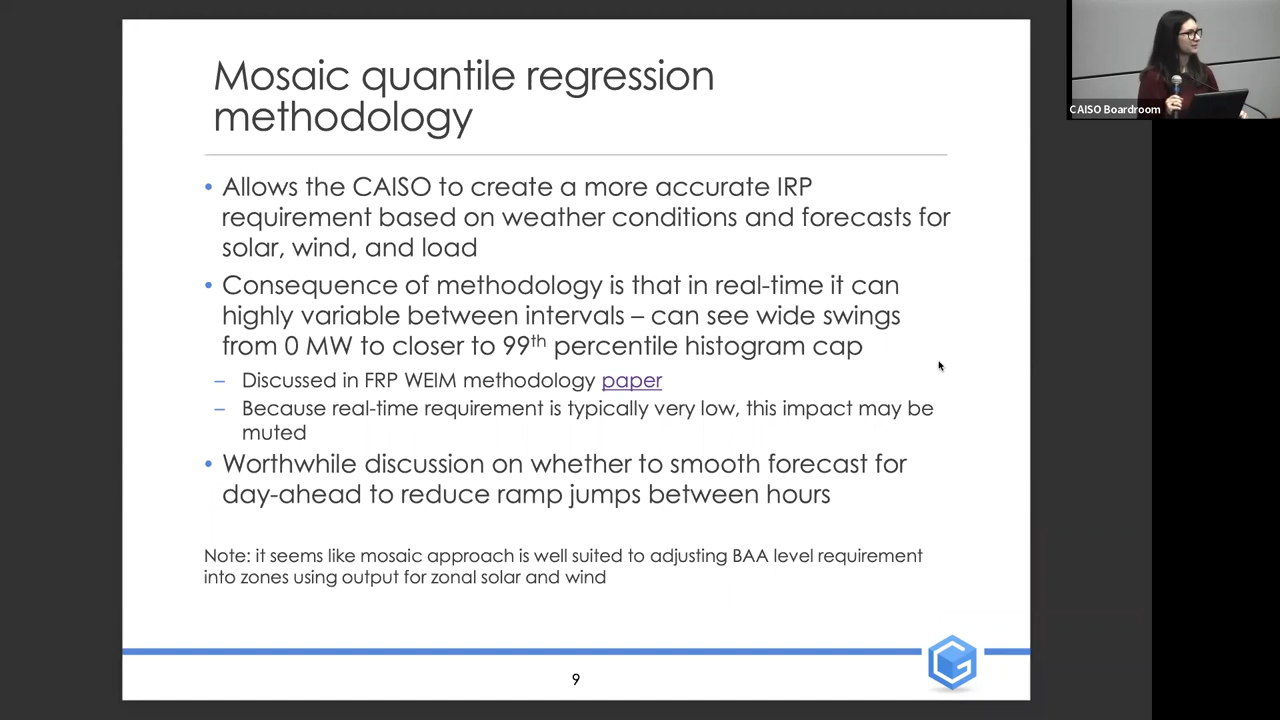 Mosaic quantile regression
methodology
• Allows the CAISO to create a more accurate IRP
requirement based on weather conditions and forecasts for
solar, wind, and load
• Consequence of methodology is that in real-time it can
highly variable between intervals – can see wide swings
from 0 MW to closer to 99th percentile histogram cap
– Discussed in FRP WEIM methodology paper
– Because real-time requirement is typically very low, this impact may be
muted
• Worthwhile discussion on whether to smooth forecast for
day-ahead to reduce ramp jumps between hours
Note: it seems like mosaic approach is well suited to adjusting BAA level requirement
into zones using output for zonal solar and wind
9
CAISO Boardroom